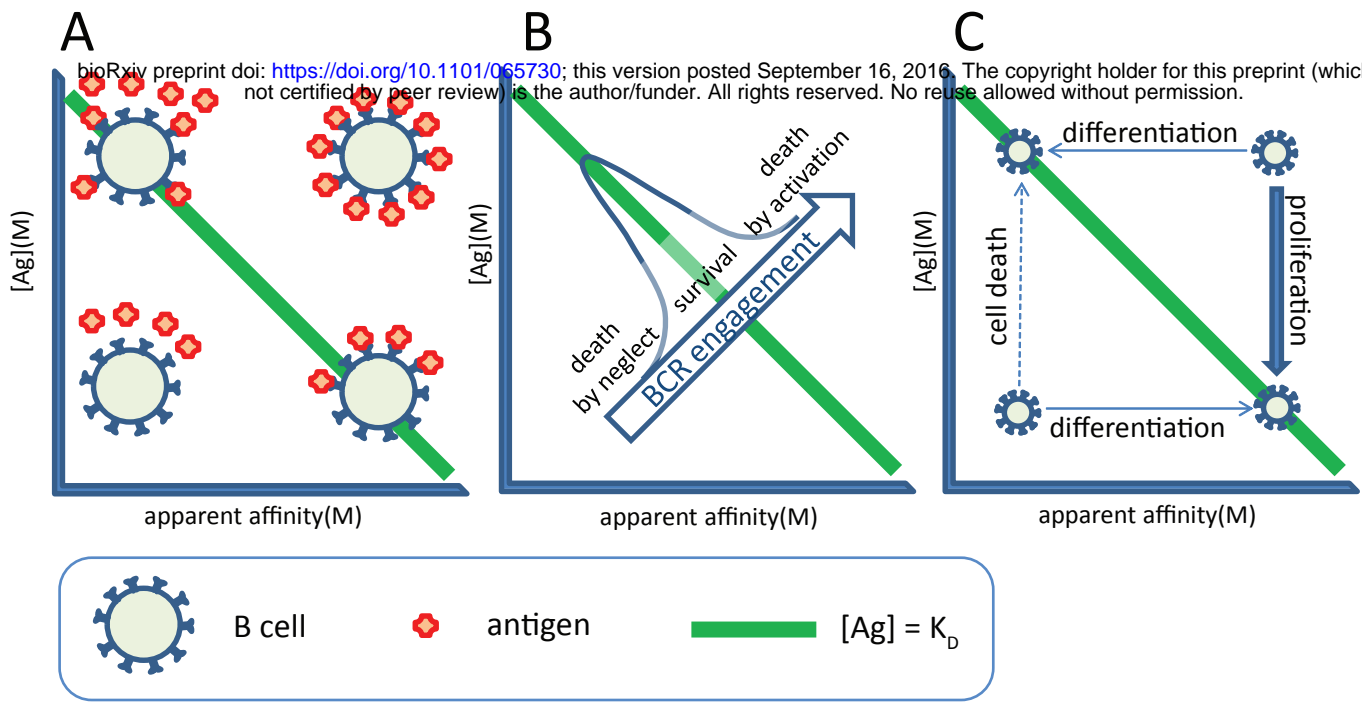 A
B
C
bioRxiv preprint doi: https://doi.org/10.1101/065730; this version posted September 16, 2016. The copyright holder for this preprint (which
not certified by peer review) is the author/funder. All rights reserved. No reuse allowed without permission.
[Ag](M)
apparent affinity(M)
[Ag](M)
death
by neglect
survival
death
by activation
BCR engagement
apparent affinity(M)
[Ag](M)
differentiation
cell death
proliferation
differentiation
apparent affinity(M)
B cell
antigen
[Ag] = KD